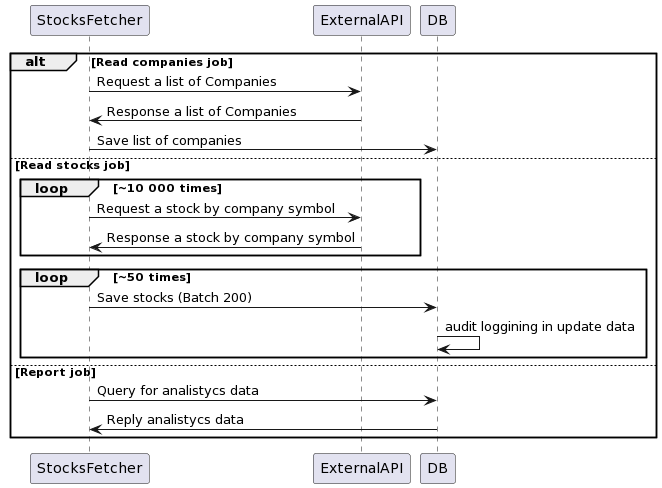 StocksFetcher ExternalAPI DB
alt [Read companies job]
Request a list of Companies
Response a list of Companies
Save list of companies
[Read stocks job]
loop [~10 000 times]
Request a stock by company symbol
Response a stock by company symbol
loop [~50 times]
Save stocks (Batch 200)
audit loggining in update data
[Report job]
Query for analistycs data
Reply analistycs data
StocksFetcher ExternalAPI DB